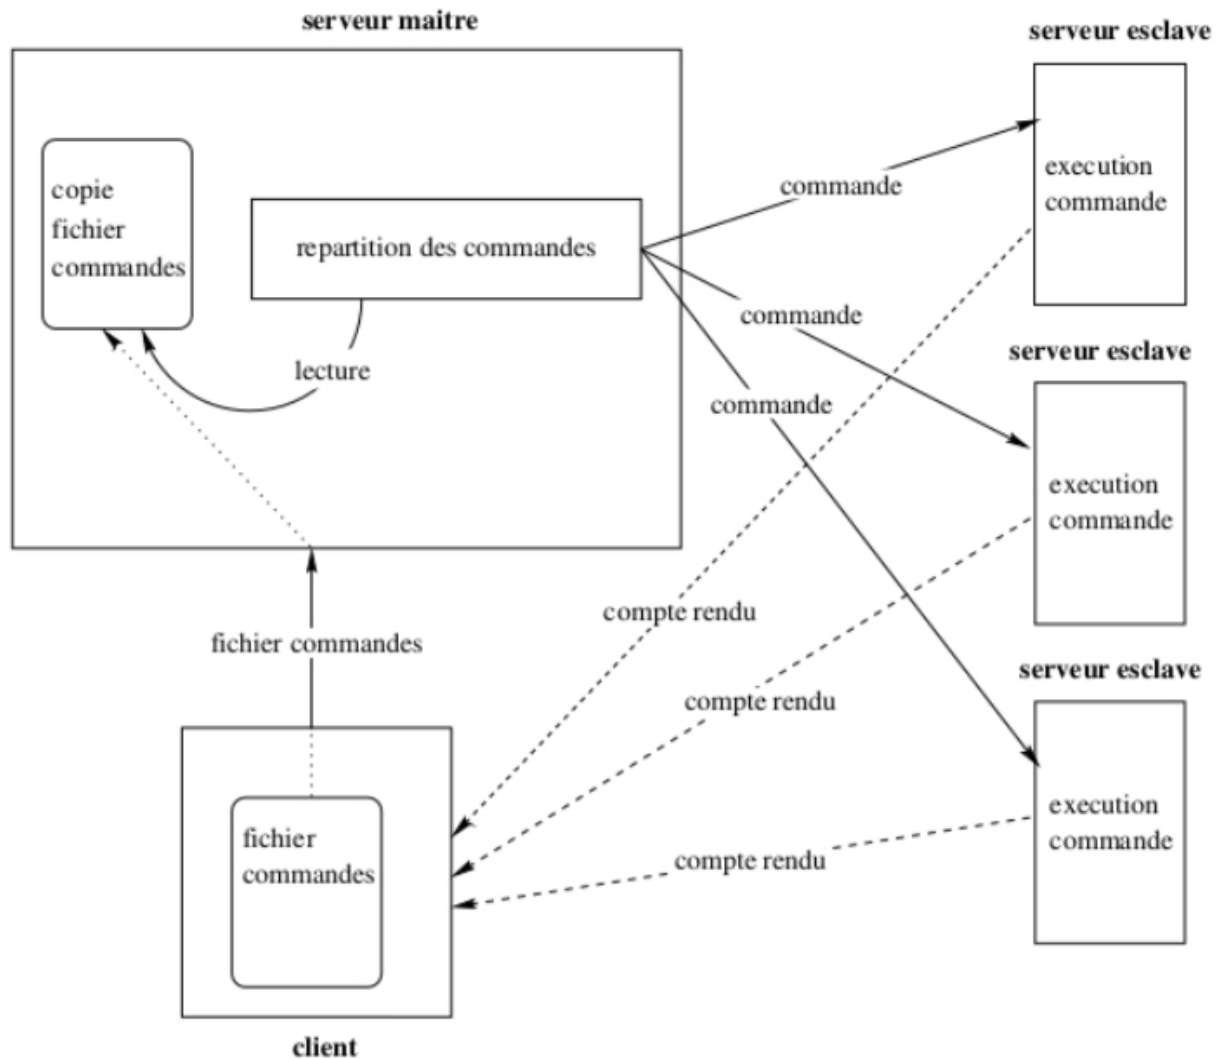 serveur maitre
serveur esclave
copie
fichier
commandes
repartition des commandes
lecture
commande
commande
commande
execution
commande
serveur esclave
execution
commande
compte rendu
fichier commandes
compte rendu
serveur esclave
execution
commande
compte rendu
fichier
commandes
client